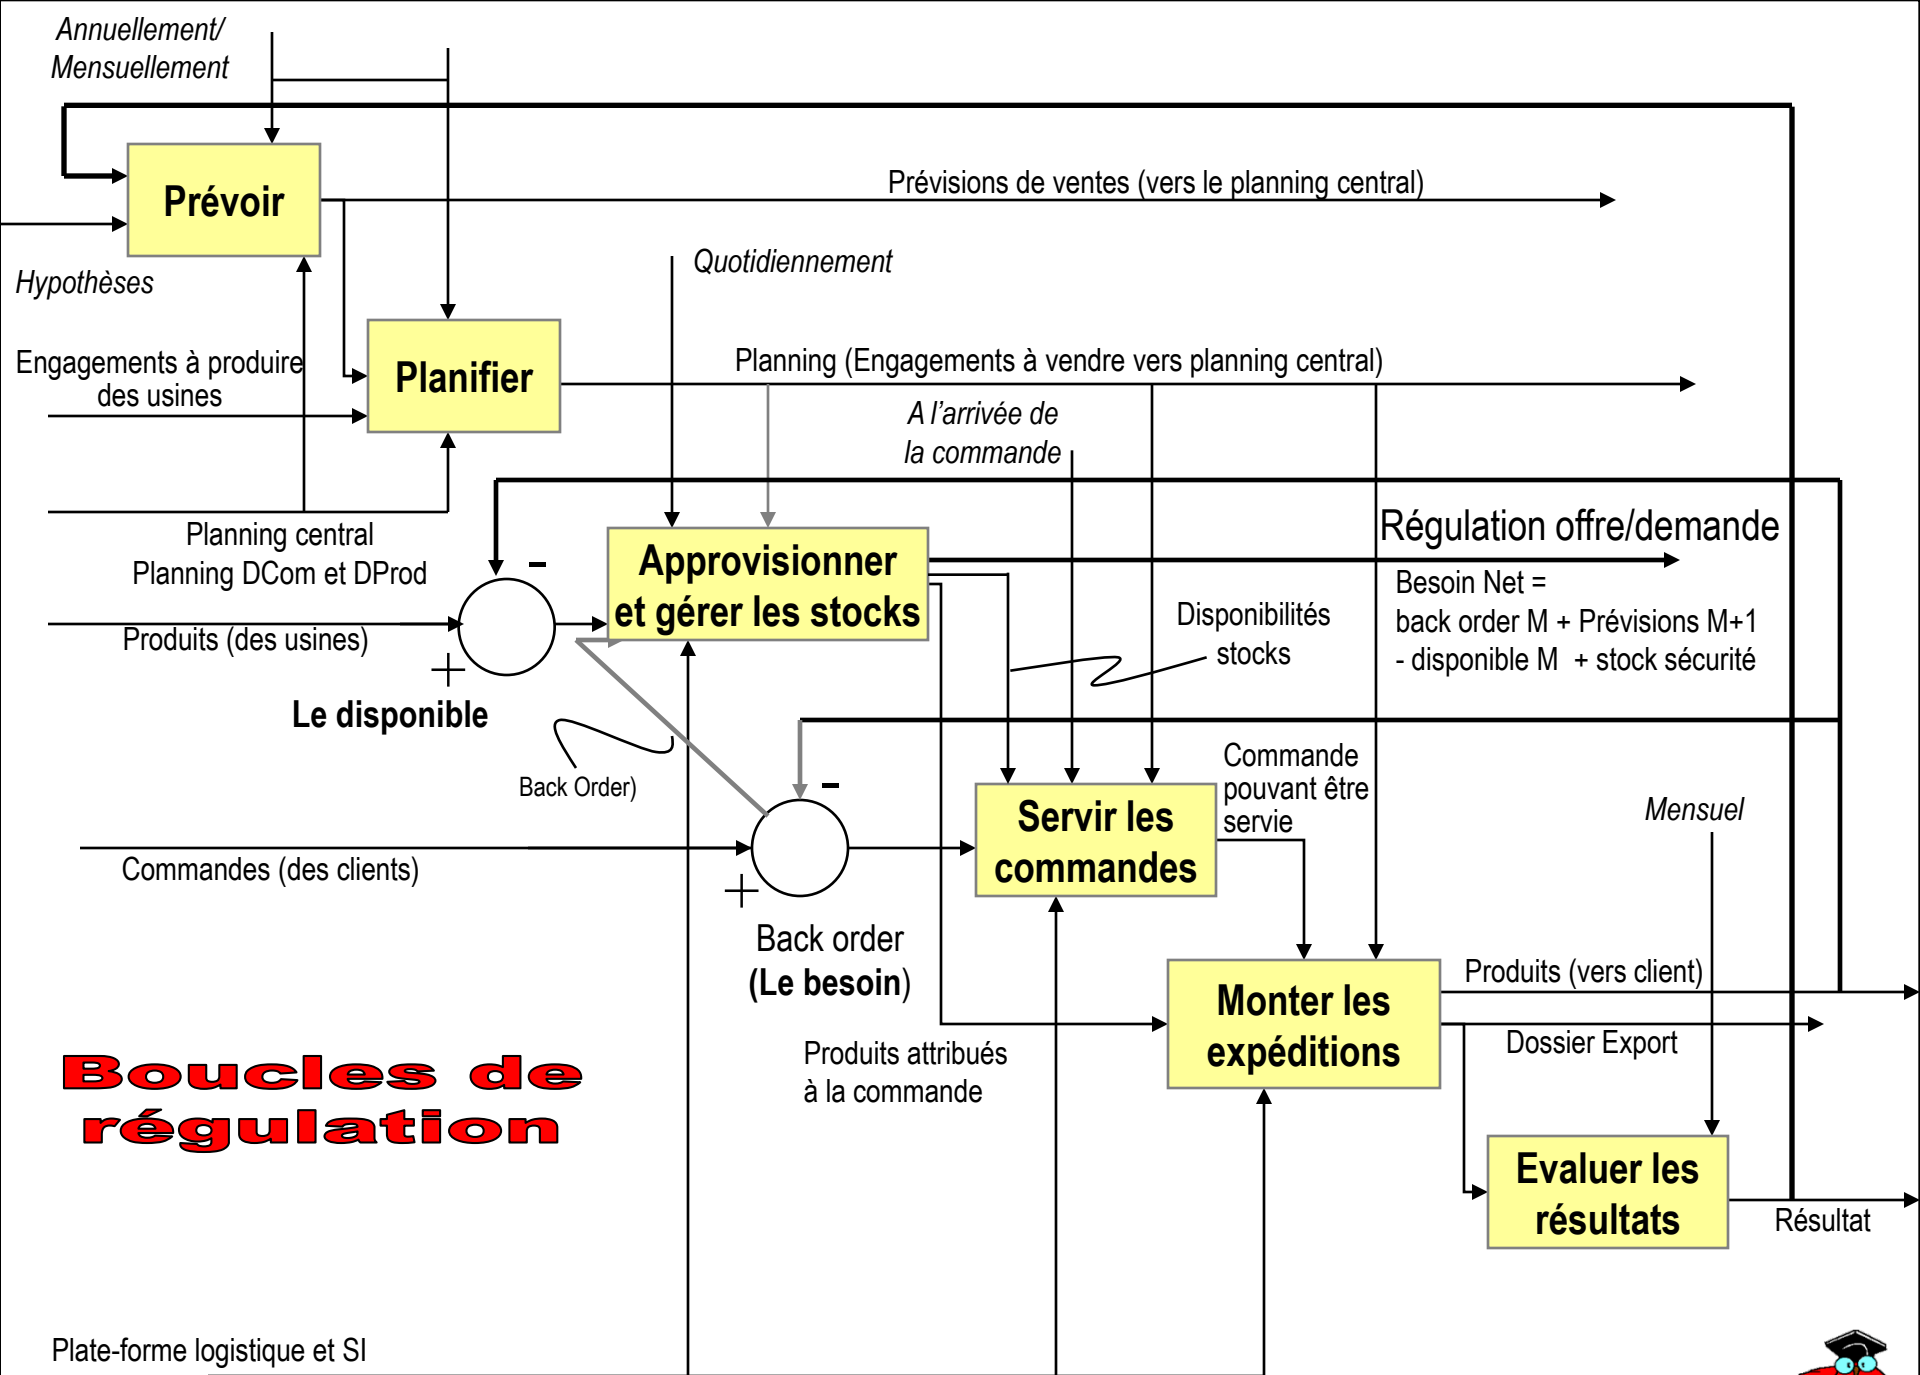 Annuellement/
Mensuellement
Prévoir
Prévisions de ventes (vers le planning central)
Hypothèses
Quotidiennement
Engagements à produire
des usines
Planifier
Planning (Engagements à vendre vers planning central)
A l'arrivée de
la commande
Planning central
Planning DCom et DProd
-
Approvisionner
et gérer les stocks
Régulation offre/demande
Besoin Net =
back order M + Prévisions M+1
- disponible M + stock sécurité
Produits (des usines)
+
Le disponible
Disponibilités
stocks
Back Order)
-
Commande
pouvant être
servie
Servir les
commandes
Mensuel
Commandes (des clients)
+
Back order
(Le besoin)
Produits (vers client)
Monter les
expéditions
Dossier Export
Produits attribués
à la commande
Boucles de
régulation
Evaluer les
résultats
Résultat
Plate-forme logistique et SI